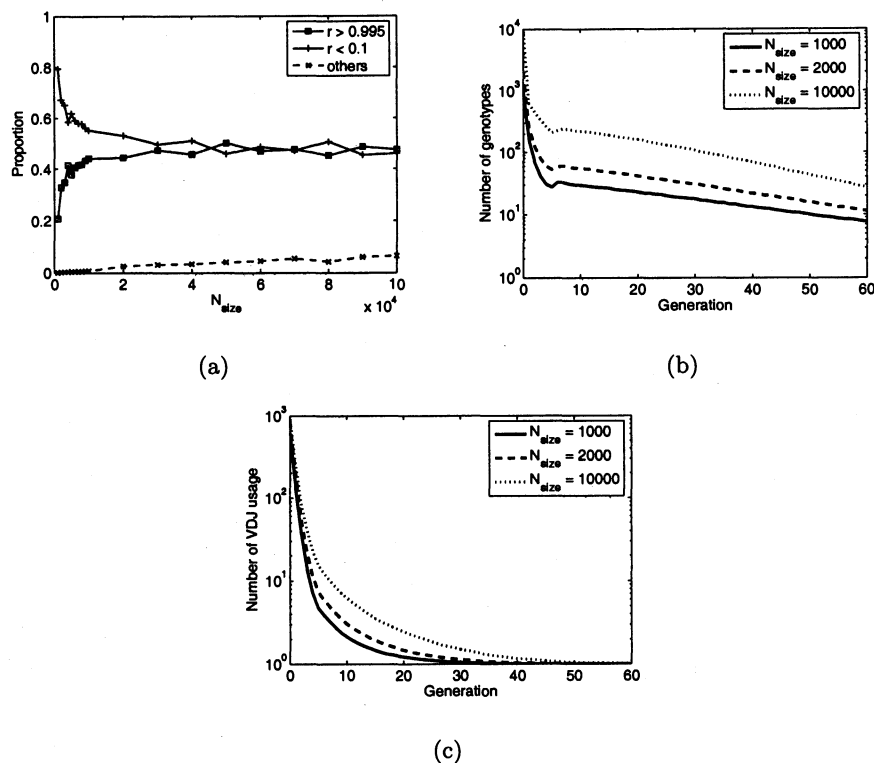 1
0.8
0.6
0.4
0.2
0
Proportion
r > 0.995
r < 0.1
others
0 2 4 6 8 10
N_size
x 10^4
(a)
10^4
10^3
10^2
10^1
10^0
Number of genotypes
N_size = 1000
N_size = 2000
N_size = 10000
0 10 20 30 40 50 60
Generation
(b)
10^3
10^2
10^1
10^0
Number of VDJ usage
N_size = 1000
N_size = 2000
N_size = 10000
0 10 20 30 40 50 60
Generation
(c)